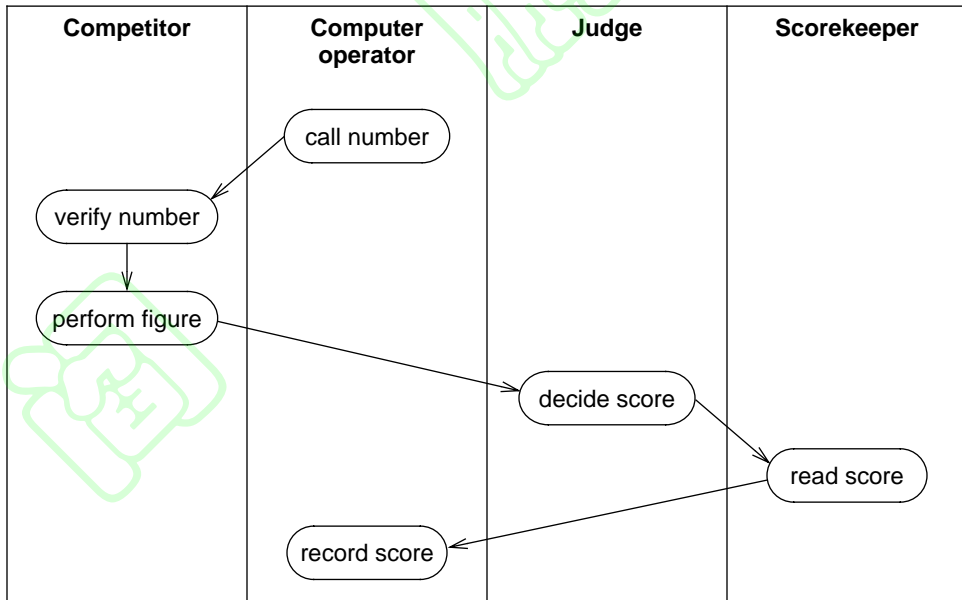 Competitor
Computer
operator
Judge
Scorekeeper
call number
verify number
perform figure
decide score
read score
record score